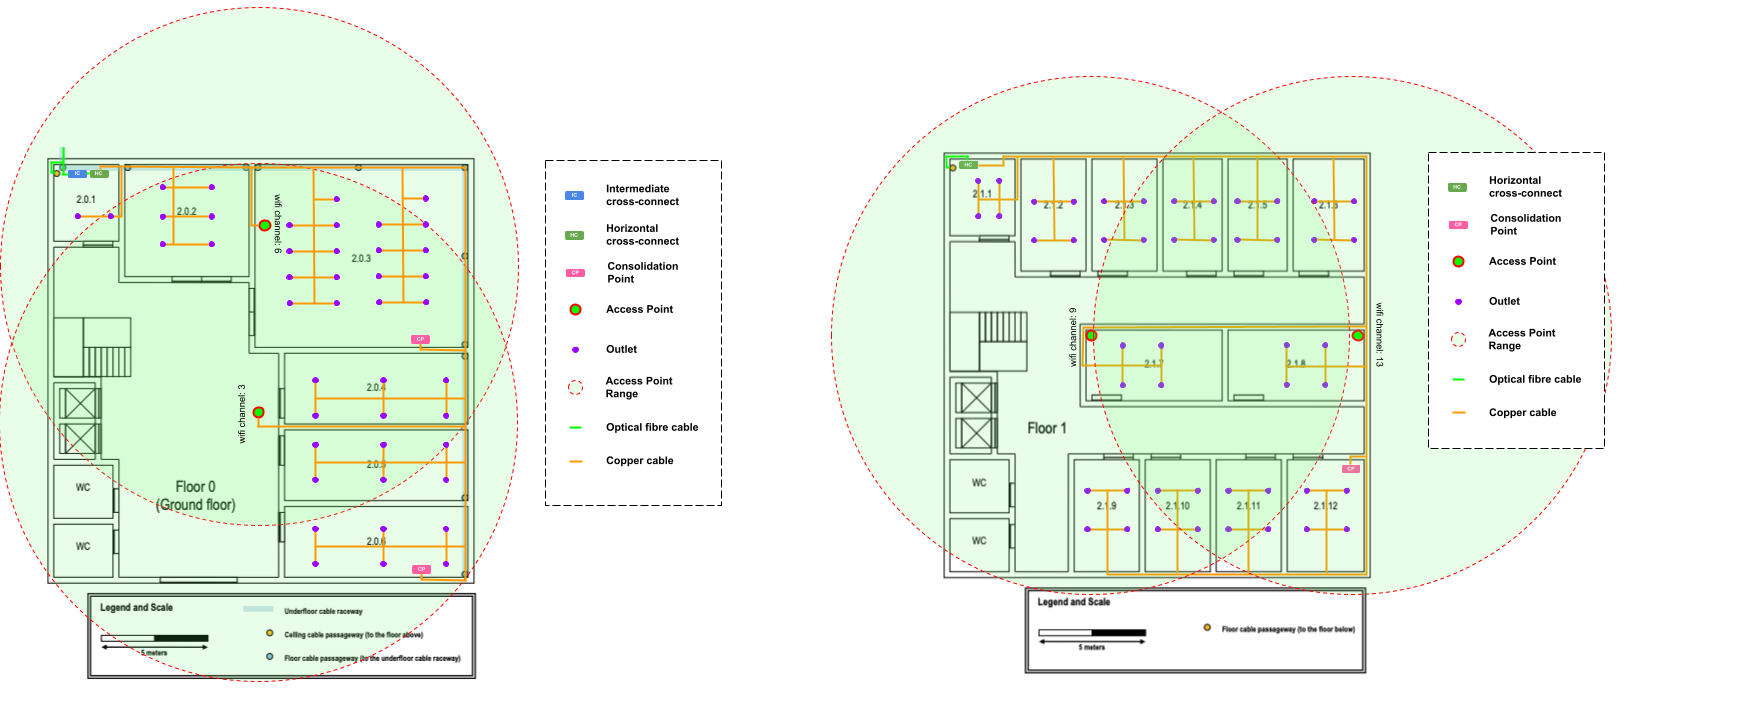 IC
HC
2.0.1
2.0.2
wifi channel: 6
2.0.3
CP
2.0.4
wifi channel: 3
2.0.5
WC
Floor 0
(Ground floor)
WC
2.0.6
CP
Legend and Scale
5 meters
Underfloor cable raceway
Ceiling cable passageway (to the floor above)
Floor cable passageway (to the underfloor cable raceway)
IC
Intermediate
cross-connect
HC
Horizontal
cross-connect
CP
Consolidation
Point
Access Point
Outlet
Access Point
Range
Optical fibre cable
Copper cable
HC
2.1.1
2.1.2
2.1.3
2.1.4
2.1.5
2.1.6
wifi channel: 9
wifi channel: 13
2.1.7
2.1.8
Floor 1
CP
WC
2.1.9
2.1.10
2.1.11
2.1.12
WC
Legend and Scale
5 meters
Floor cable passageway (to the floor below)
HC
Horizontal
cross-connect
CP
Consolidation
Point
Access Point
Outlet
Access Point
Range
Optical fibre cable
Copper cable